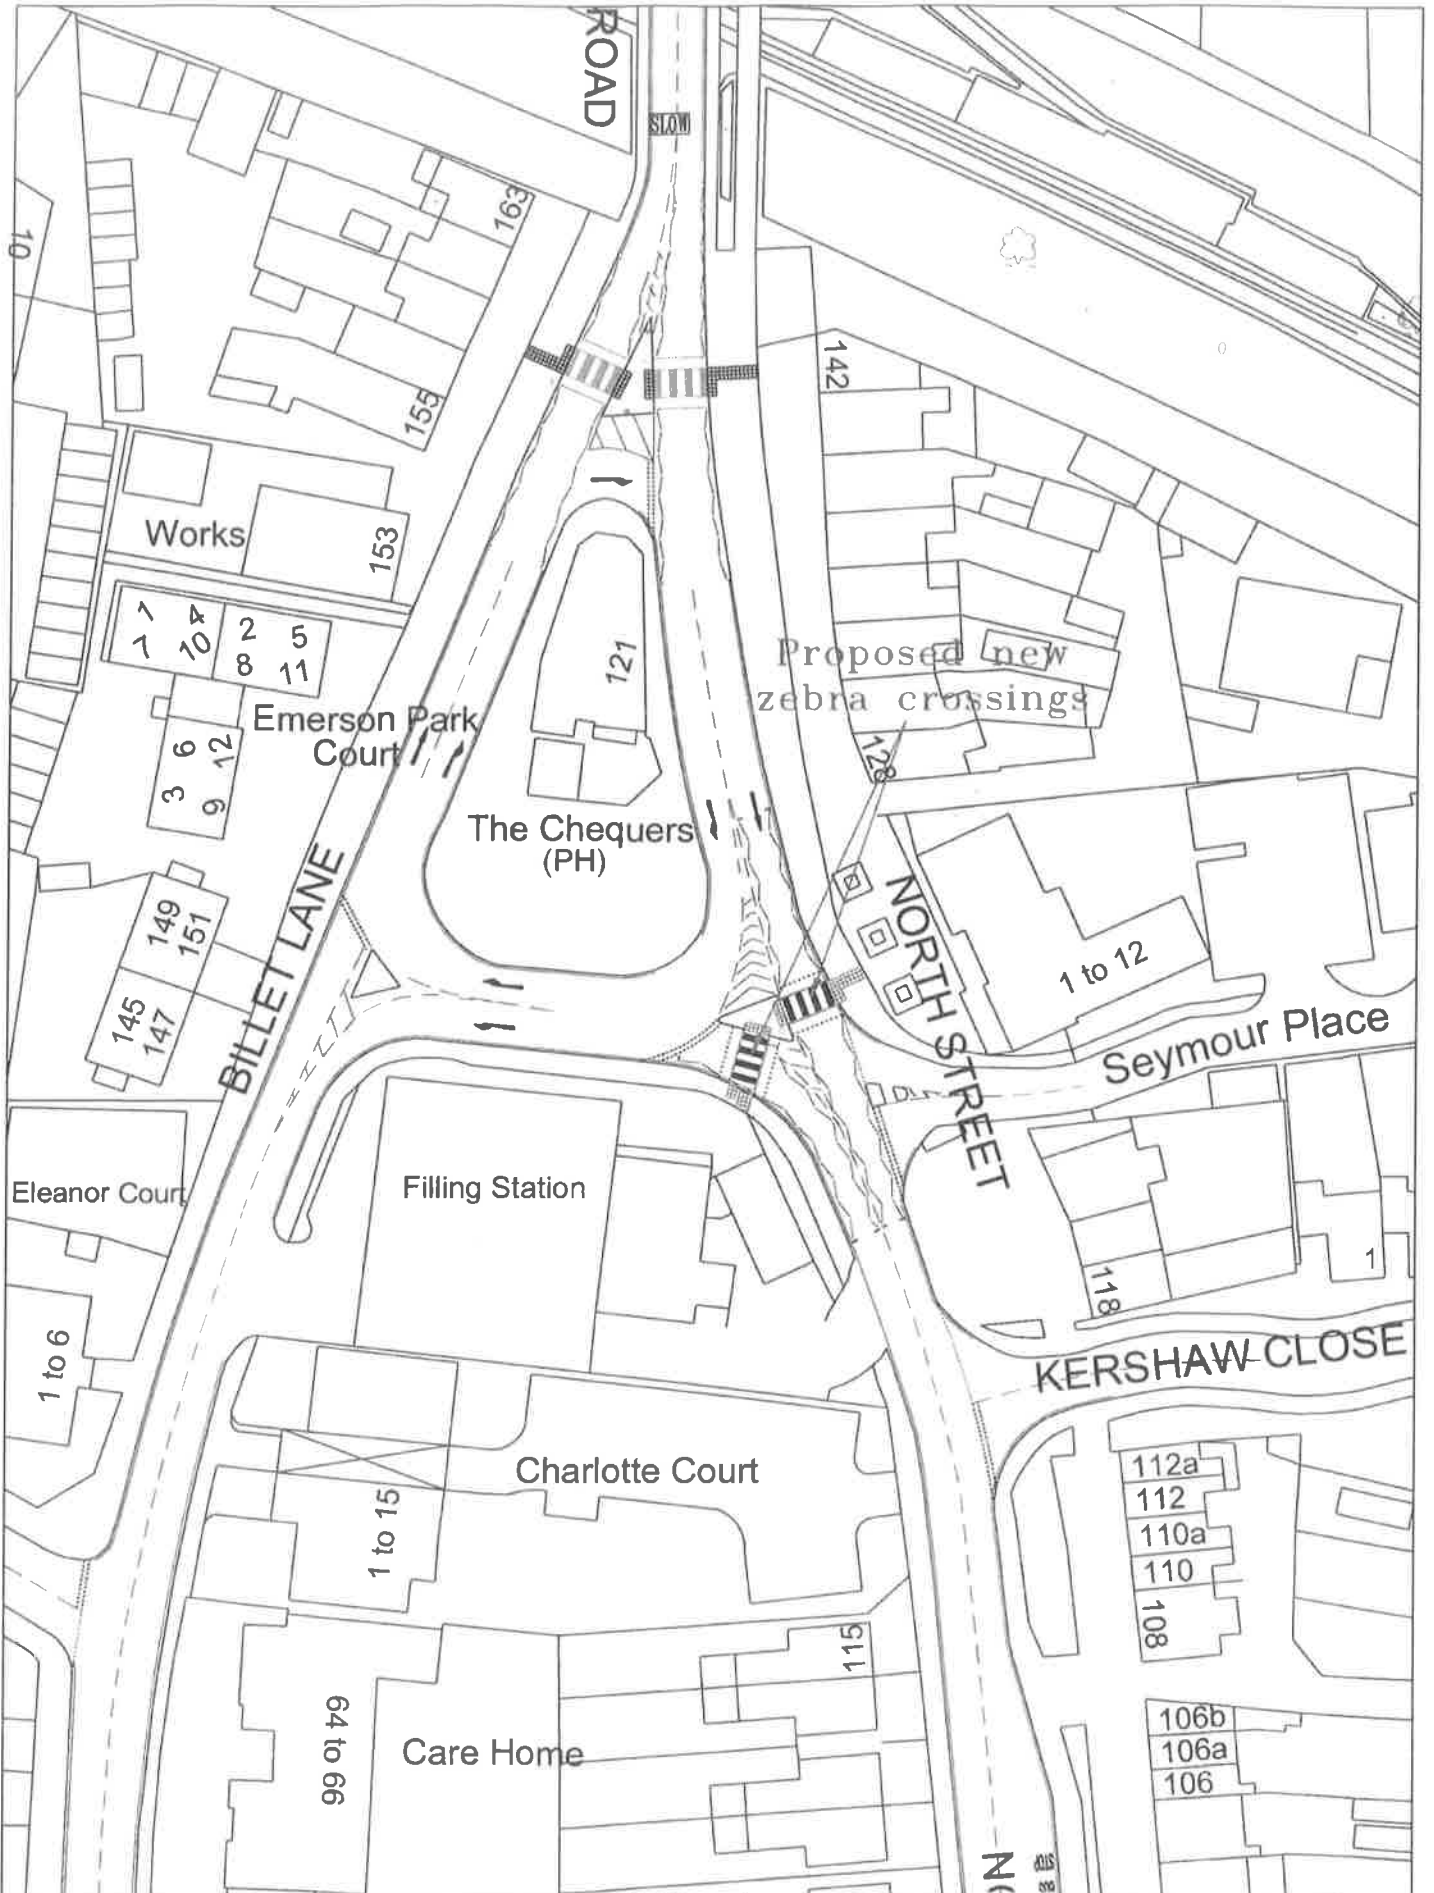 ROAD
SLOW
163
10
142
155
Works
153
1
4
7
10
2
5
8
11
121
Proposed new
zebra crossings
Emerson Park
Court
6
12
3
9
128
The Chequers
(PH)
149
151
145
147
BILLET LANE
NORTH STREET
1 to 12
Seymour Place
Eleanor Court
Filling Station
1
118
1 to 6
KERSHAW CLOSE
Charlotte Court
1 to 15
112a
112
110a
110
108
115
64 to 66
Care Home
106b
106a
106